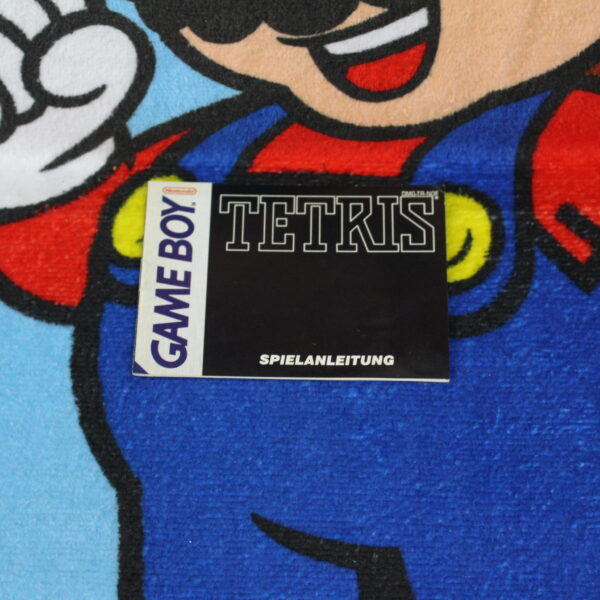 Nintendo
GAME BOY
DMG-TR-NOE
TETRIS
SPIELANLEITUNG